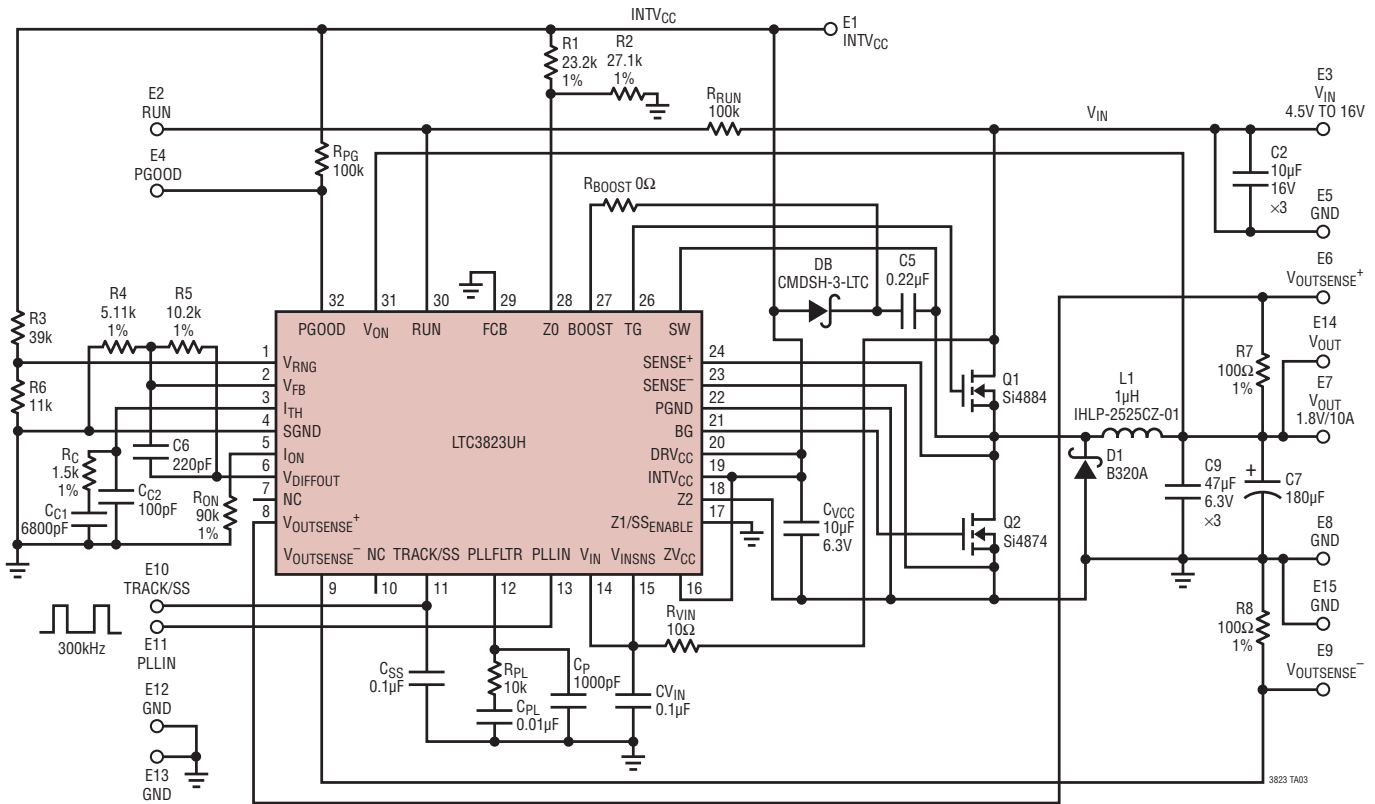 INTVCC
E1
INTVCC
R1
23.2k
1%
R2
27.1k
1%
E2
RUN
RRUN
100k
VIN
E3
VIN
4.5V TO 16V
E4
PGOOD
RPG
100k
C2
10µF
16V
×3
RBOOST 0Ω
E5
GND
E6
VOUTSENSE+
DB
CMDSH-3-LTC
C5
0.22µF
R4
5.11k
1%
R5
10.2k
1%
32
31
30
29
28
27
26
PGOOD
VON
RUN
FCB
Z0
BOOST
TG
SW
R3
39k
E14
VOUT
R7
100Ω
1%
E7
VOUT
1.8V/10A
1
VRNG
2
VFB
3
ITH
4
SGND
5
ION
6
VDIFFOUT
7
NC
8
VOUTSENSE+
LTC3823UH
24
SENSE+
23
SENSE–
22
PGND
21
BG
20
DRVCC
19
INTVCC
18
Z2
17
Z1/SSENABLE
Q1
Si4884
L1
1µH
IHLP-2525CZ-01
R6
11k
RC
1.5k
1%
C6
220pF
CC2
100pF
CC1
6800pF
RON
90k
1%
D1
B320A
C9
47µF
6.3V
×3
+
C7
180µF
CVCC
10µF
6.3V
Q2
Si4874
E8
GND
VOUTSENSE–
NC
TRACK/SS
PLLFLTR
PLLIN
VIN
VINSNS
ZVCC
9
10
11
12
13
14
15
16
E10
TRACK/SS
300kHz
E11
PLLIN
E15
GND
R8
100Ω
1%
E9
VOUTSENSE–
RVIN
10Ω
CSS
0.1µF
RPL
10k
CPL
0.01µF
CP
1000pF
CVIN
0.1µF
E12
GND
E13
GND
3823 TA03